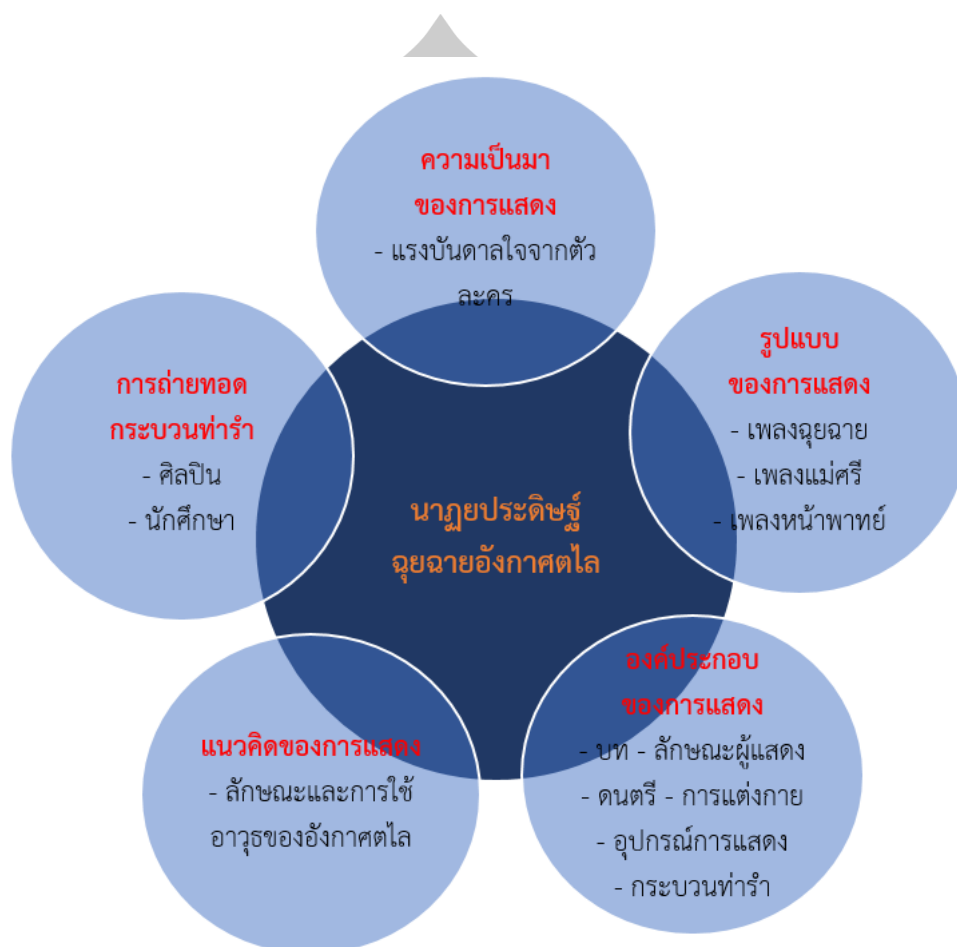 ความเป็นมา
ของการแสดง
- แรงบันดาลใจจากตัว
ละคร
รูปแบบ
ของการแสดง
- เพลงฉุยฉาย
- เพลงแม่ศรี
- เพลงหน้าพาทย์
การถ่ายทอด
กระบวนท่ารำ
- ศิลปิน
- นักศึกษา
นาฏยประดิษฐ์
ฉุยฉายอังกาศตไล
องค์ประกอบ
ของการแสดง
- บท - ลักษณะผู้แสดง
- ดนตรี - การแต่งกาย
- อุปกรณ์การแสดง
- กระบวนท่ารำ
แนวคิดของการแสดง
- ลักษณะและการใช้
อาวุธของอังกาศตไล